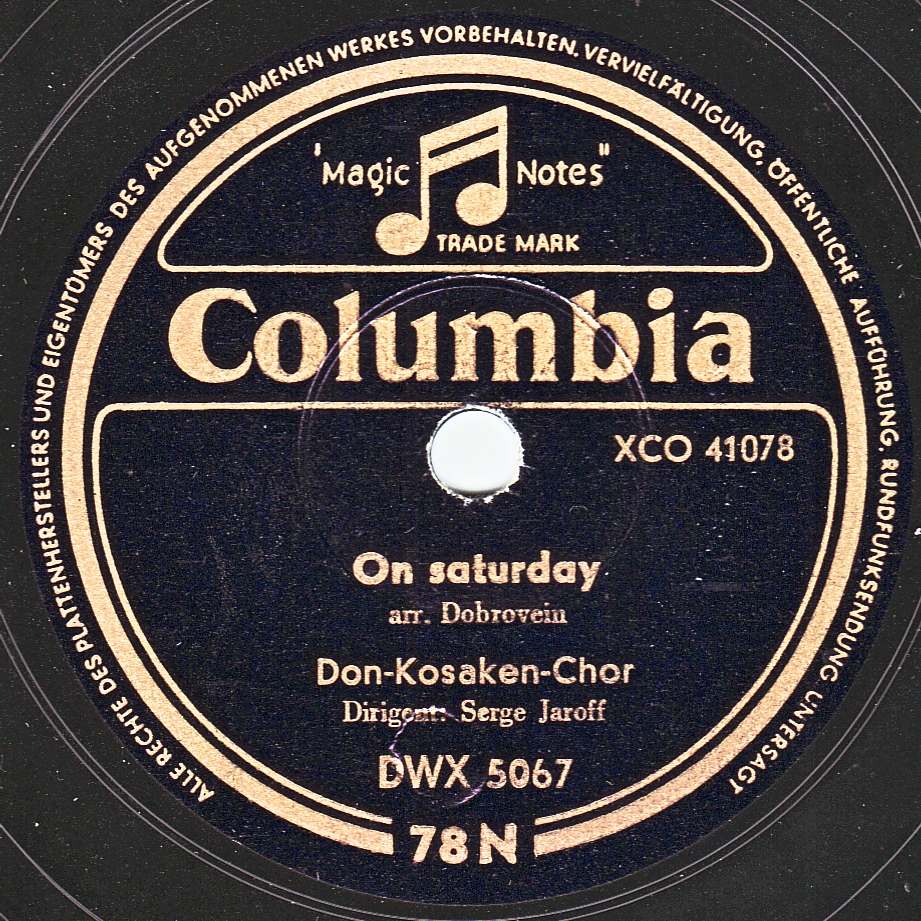 ALLE RECHTE DES PLATTENHERSTELLERS UND EIGENTÜMERS DES AUFGENOMMENEN WERKES VORBEHALTEN. VERVIELFÄLTIGUNG, ÖFFENTLICHE AUFFÜHRUNG, RUNDFUNKSENDUNG UNTERSAGT
'Magic Notes"
TRADE MARK
Columbia
XCO 41078
On saturday
arr. Dobrovein
Don-Kosaken-Chor
Dirigent: Serge Jaroff
DWX 5067
78 N